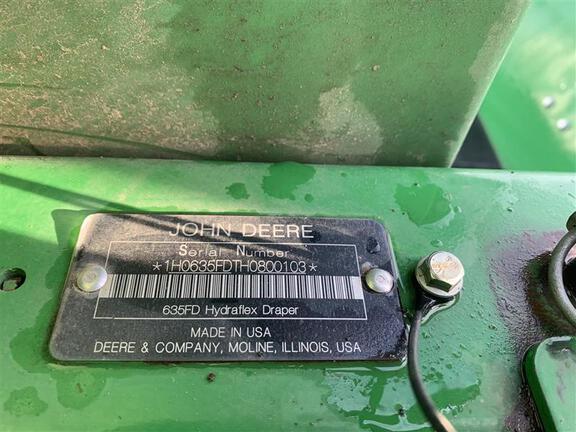 JOHN DEERE
Serial Number
*1H0635FDTH0800103*
635FD Hydraflex Draper
MADE IN USA
DEERE & COMPANY, MOLINE, ILLINOIS, USA